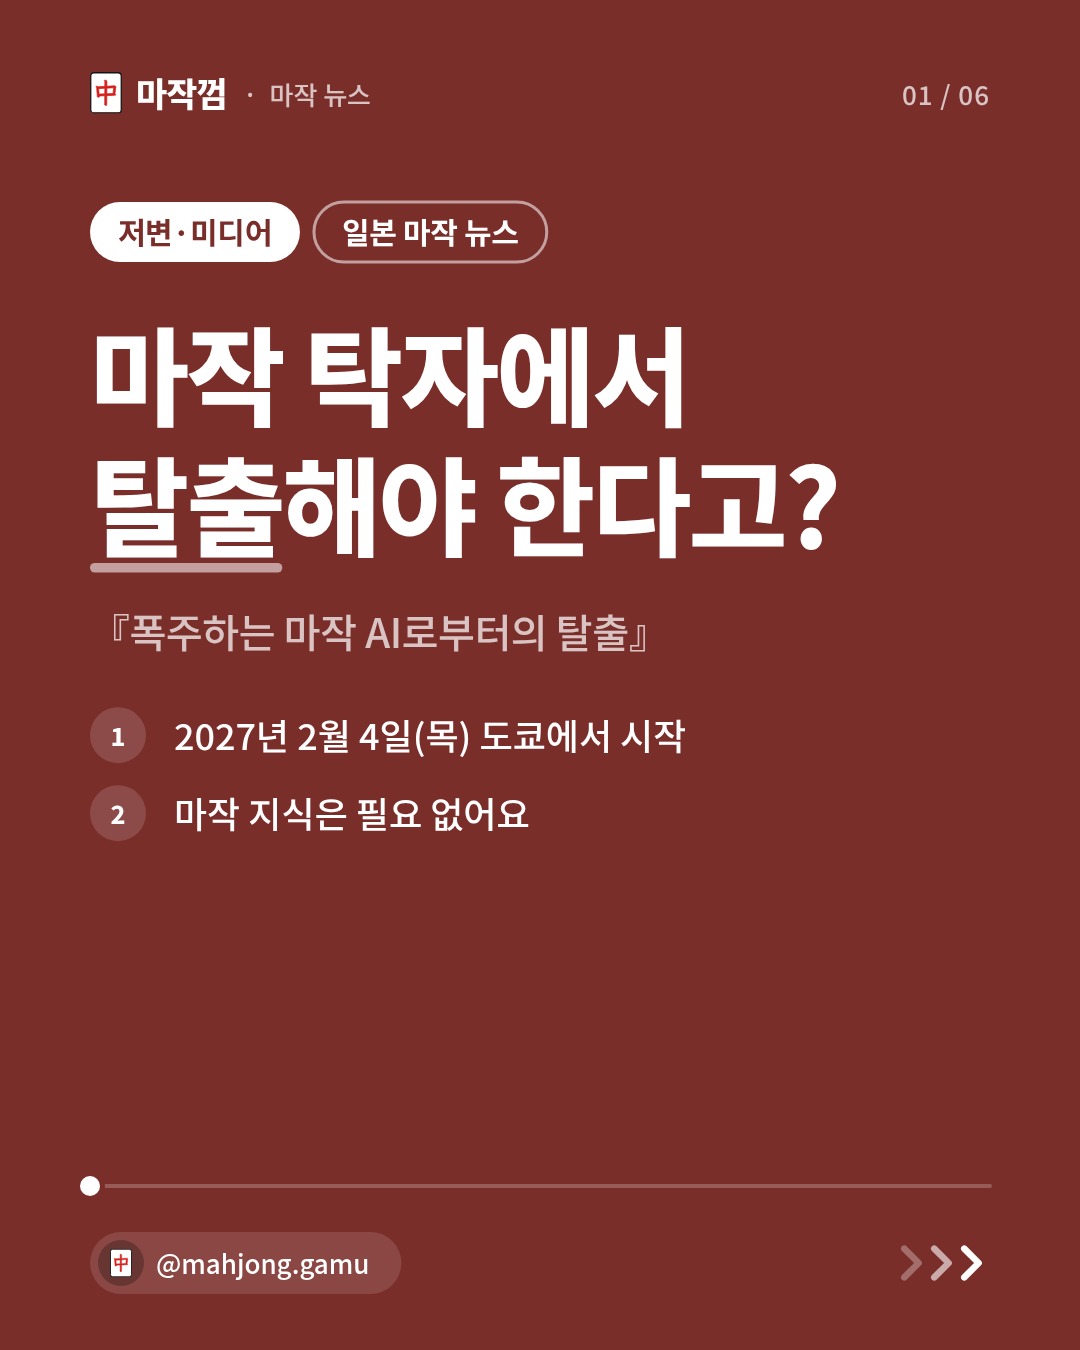 中 마작껌 · 마작 뉴스
01 / 06
저변·미디어
일본 마작 뉴스
마작 탁자에서
탈출해야 한다고?
『폭주하는 마작 AI로부터의 탈출』
1 2027년 2월 4일(목) 도쿄에서 시작
2 마작 지식은 필요 없어요
中 @mahjong.gamu